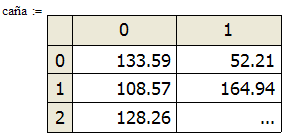 caña :=
0 1
0 133.59 52.21
1 108.57 164.94
2 128.26 ...